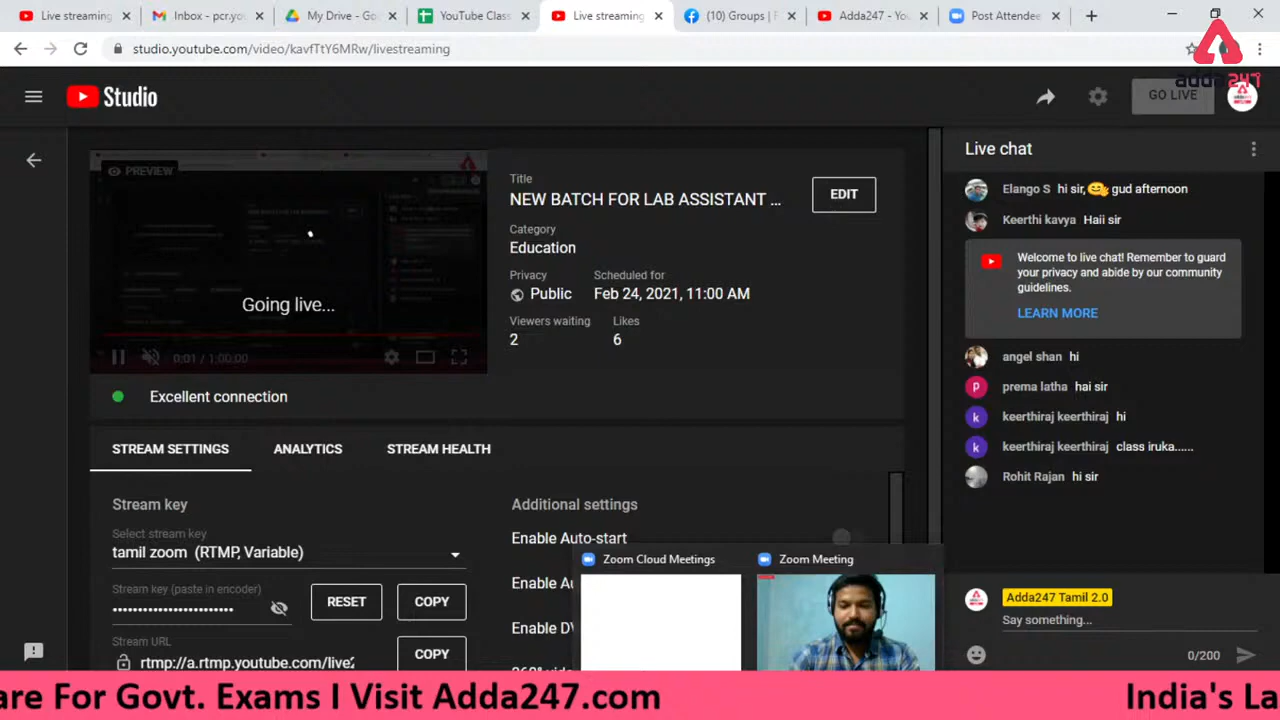 Live streaming
Inbox - pcr.yo
My Drive - Go
YouTube Class
Live streaming
(10) Groups | F
Adda247 - You
Post Attendee
studio.youtube.com/video/kavfTtY6MRw/livestreaming
adda 247
Studio
GO LIVE
PREVIEW
Going live...
0:01 / 1:00:00
Title
NEW BATCH FOR LAB ASSISTANT ...
EDIT
Category
Education
Privacy
Scheduled for
Public
Feb 24, 2021, 11:00 AM
Viewers waiting
Likes
2
6
Excellent connection
STREAM SETTINGS
ANALYTICS
STREAM HEALTH
Stream key
Select stream key
tamil zoom (RTMP, Variable)
Stream key (paste in encoder)
RESET
COPY
Stream URL
rtmp://a.rtmp.youtube.com/live2
COPY
Additional settings
Enable Auto-start
Enable Au
Enable DV
Zoom Cloud Meetings
Zoom Meeting
Live chat
Elango S hi sir,🤗 gud afternoon
Keerthi kavya Haii sir
Welcome to live chat! Remember to guard
your privacy and abide by our community
guidelines.
LEARN MORE
angel shan hi
p
prema latha hai sir
k
keerthiraj keerthiraj hi
k
keerthiraj keerthiraj class iruka......
Rohit Rajan hi sir
Adda247 Tamil 2.0
Say something...
0/200
are For Govt. Exams I Visit Adda247.com
India's La